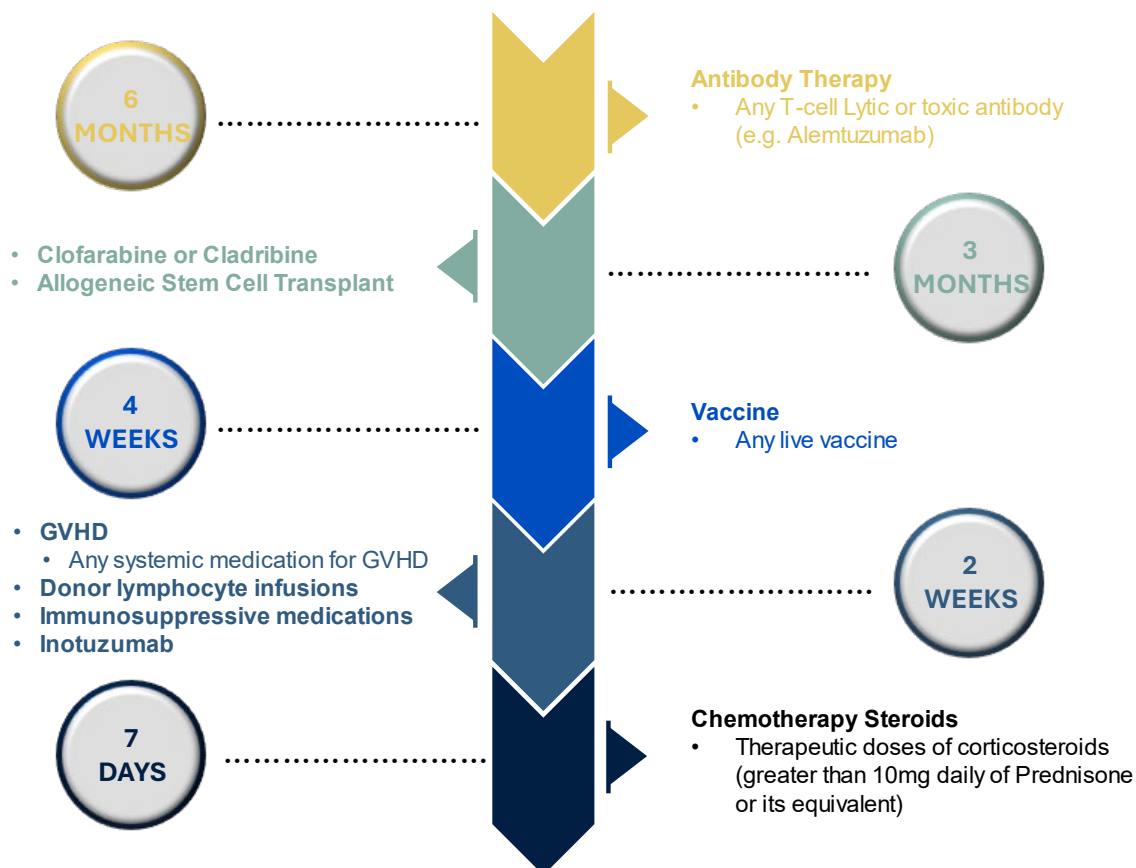 6
MONTHS
Antibody Therapy
• Any T-cell Lytic or toxic antibody
(e.g. Alemtuzumab)
• Clofarabine or Cladribine
• Allogeneic Stem Cell Transplant
3
MONTHS
4
WEEKS
Vaccine
• Any live vaccine
• GVHD
• Any systemic medication for GVHD
• Donor lymphocyte infusions
• Immunosuppressive medications
• Inotuzumab
2
WEEKS
7
DAYS
Chemotherapy Steroids
• Therapeutic doses of corticosteroids
(greater than 10mg daily of Prednisone
or its equivalent)